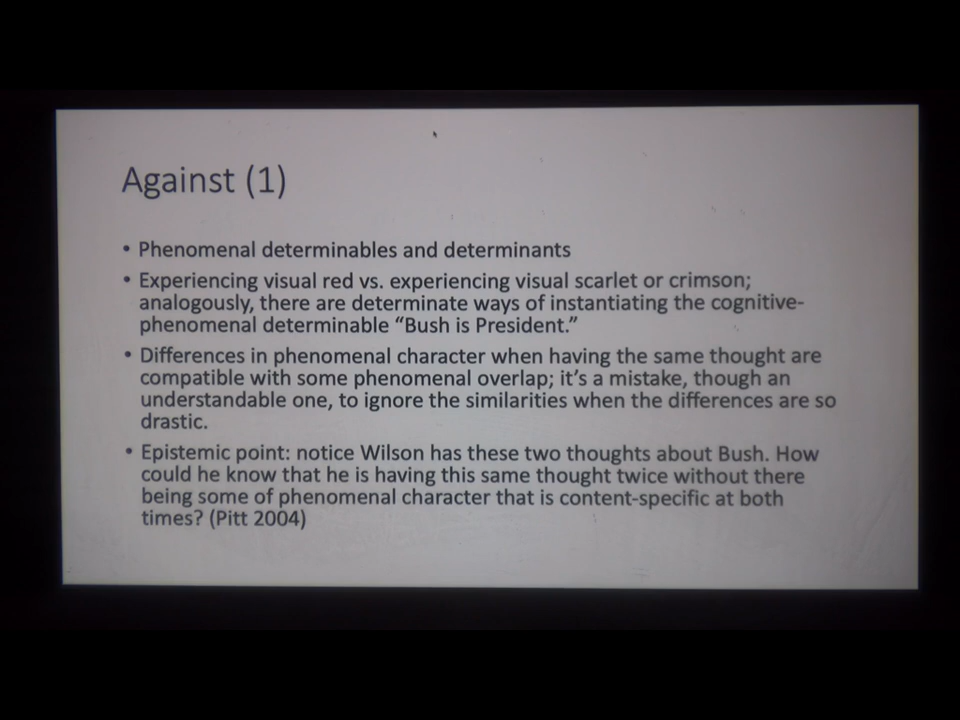 Against (1)
• Phenomenal determinables and determinants
• Experiencing visual red vs. experiencing visual scarlet or crimson;
analogously, there are determinate ways of instantiating the cognitive-
phenomenal determinable “Bush is President.”
• Differences in phenomenal character when having the same thought are
compatible with some phenomenal overlap; it’s a mistake, though an
understandable one, to ignore the similarities when the differences are so
drastic.
• Epistemic point: notice Wilson has these two thoughts about Bush. How
could he know that he is having this same thought twice without there
being some of phenomenal character that is content-specific at both
times? (Pitt 2004)